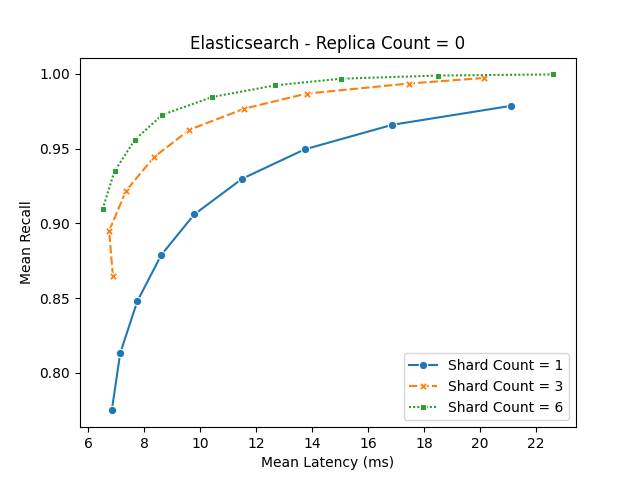 Elasticsearch - Replica Count = 0
Mean Recall
1.00
0.95
0.90
0.85
0.80
Shard Count = 1
Shard Count = 3
Shard Count = 6
6 8 10 12 14 16 18 20 22
Mean Latency (ms)